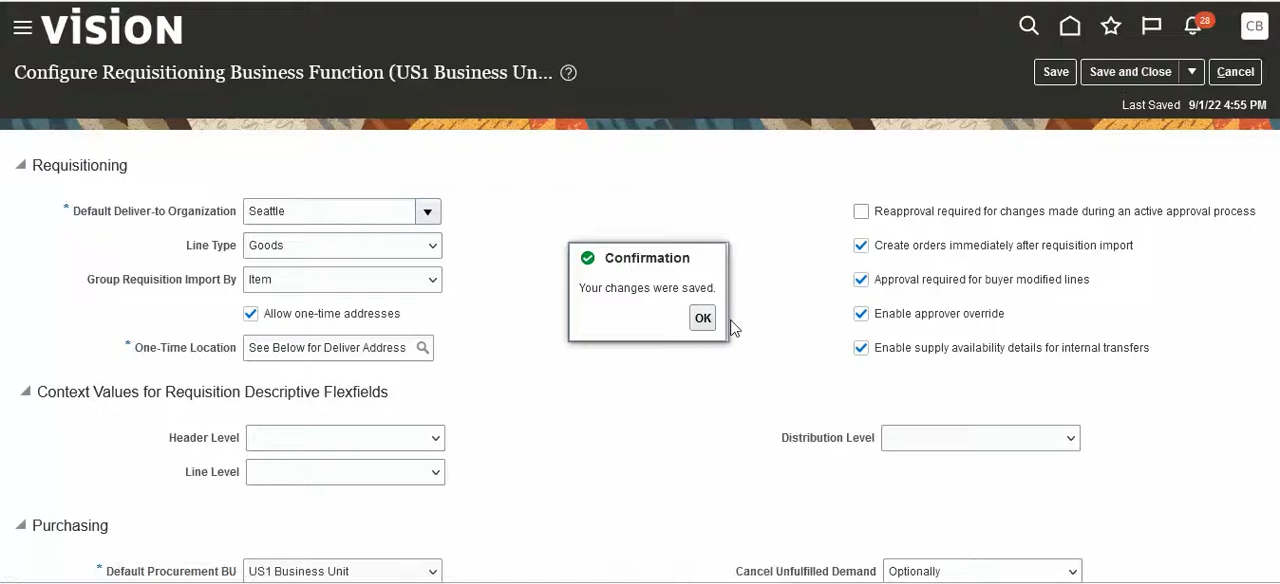 VISION
28
CB
Configure Requisitioning Business Function (US1 Business Un...
Save
Save and Close
Cancel
Last Saved 9/1/22 4:55 PM
Requisitioning
* Default Deliver-to Organization Seattle
Reapproval required for changes made during an active approval process
Line Type Goods
Create orders immediately after requisition import
Group Requisition Import By Item
Approval required for buyer modified lines
Allow one-time addresses
Enable approver override
* One-Time Location See Below for Deliver Address
Enable supply availability details for internal transfers
Confirmation
Your changes were saved.
OK
Context Values for Requisition Descriptive Flexfields
Header Level
Distribution Level
Line Level
Purchasing
* Default Procurement BU US1 Business Unit
Cancel Unfulfilled Demand Optionally